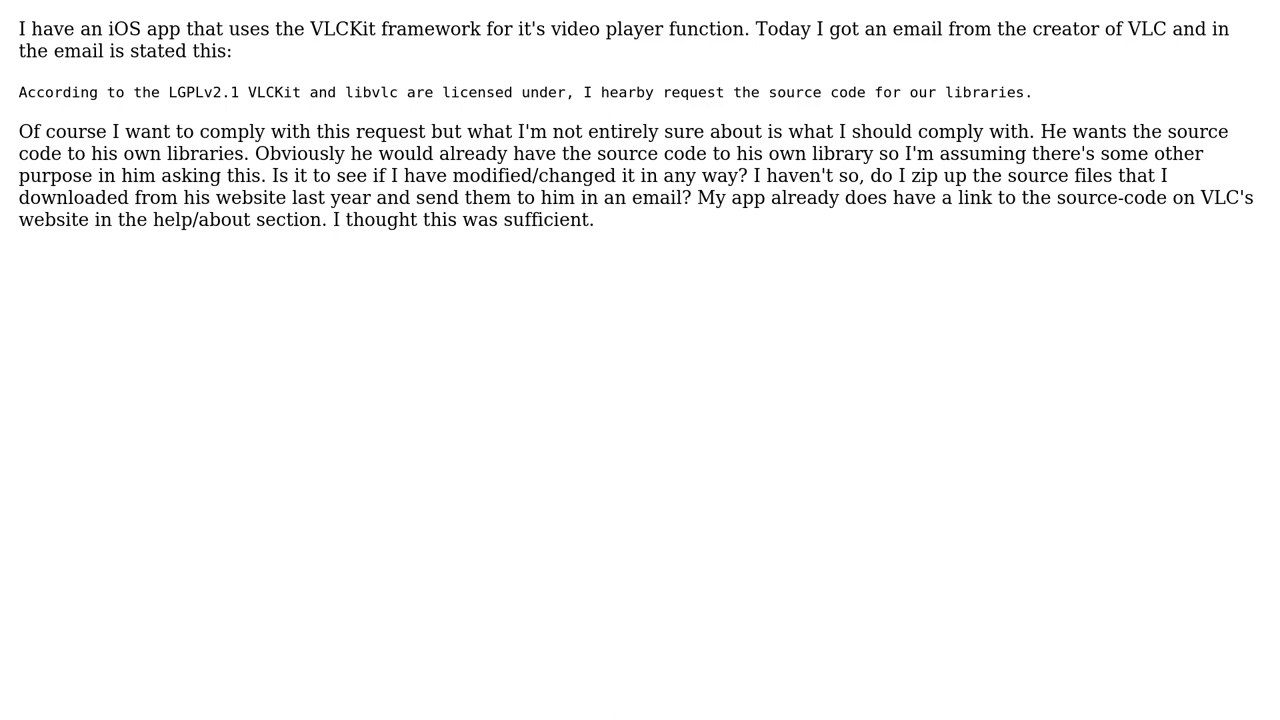 I have an iOS app that uses the VLCKit framework for it's video player function. Today I got an email from the creator of VLC and in
the email is stated this:
According to the LGPLv2.1 VLCKit and libvlc are licensed under, I hearby request the source code for our libraries.
Of course I want to comply with this request but what I'm not entirely sure about is what I should comply with. He wants the source
code to his own libraries. Obviously he would already have the source code to his own library so I'm assuming there's some other
purpose in him asking this. Is it to see if I have modified/changed it in any way? I haven't so, do I zip up the source files that I
downloaded from his website last year and send them to him in an email? My app already does have a link to the source-code on VLC's
website in the help/about section. I thought this was sufficient.